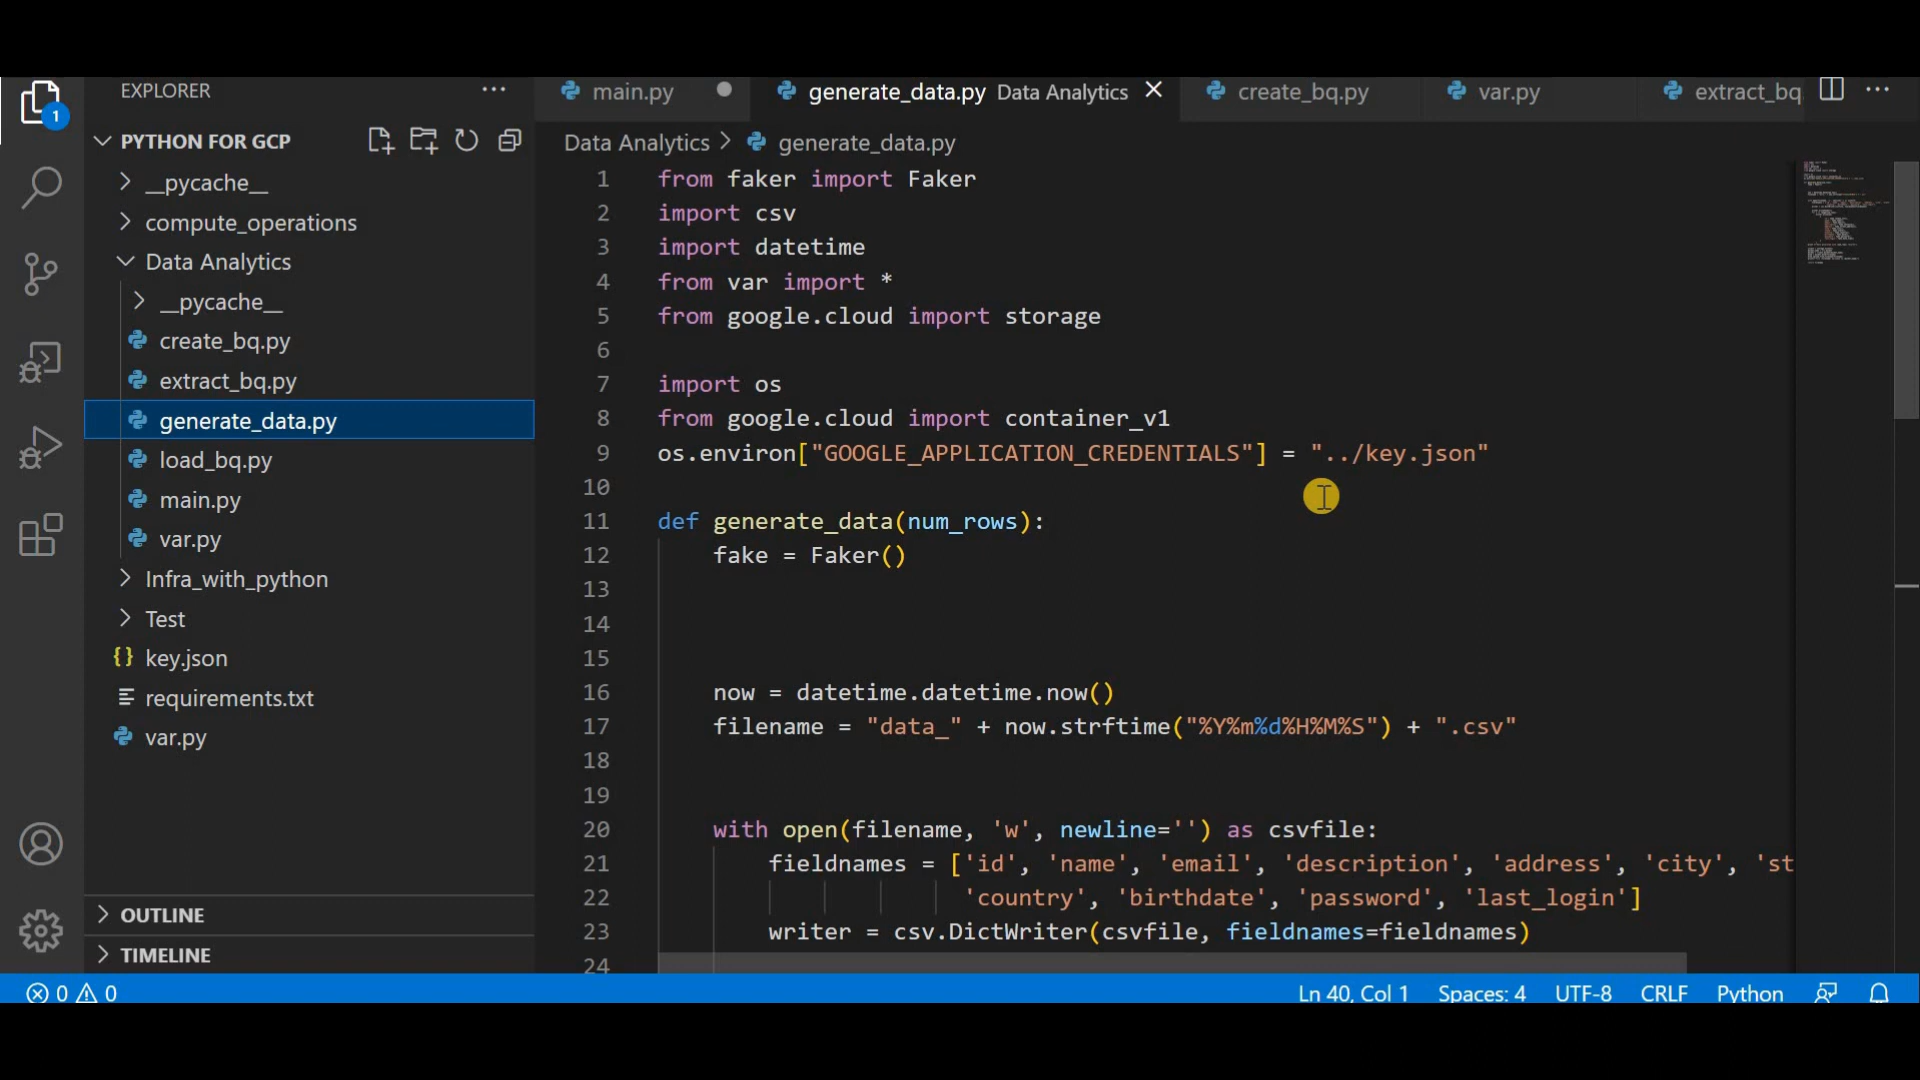 EXPLORER
PYTHON FOR GCP
__pycache__
compute_operations
Data Analytics
__pycache__
create_bq.py
extract_bq.py
generate_data.py
load_bq.py
main.py
var.py
Infra_with_python
Test
key.json
requirements.txt
var.py
OUTLINE
TIMELINE
1
main.py
generate_data.py Data Analytics
create_bq.py
var.py
extract_bq
Data Analytics > generate_data.py
1 from faker import Faker
2 import csv
3 import datetime
4 from var import *
5 from google.cloud import storage
6
7 import os
8 from google.cloud import container_v1
9 os.environ["GOOGLE_APPLICATION_CREDENTIALS"] = "../key.json"
10
11 def generate_data(num_rows):
12     fake = Faker()
13
14
15
16     now = datetime.datetime.now()
17     filename = "data_" + now.strftime("%Y%m%d%H%M%S") + ".csv"
18
19
20     with open(filename, 'w', newline='') as csvfile:
21         fieldnames = ['id', 'name', 'email', 'description', 'address', 'city', 'st
22                       'country', 'birthdate', 'password', 'last_login']
23         writer = csv.DictWriter(csvfile, fieldnames=fieldnames)
24
0 0
Ln 40, Col 1
Spaces: 4
UTF-8
CRLF
Python